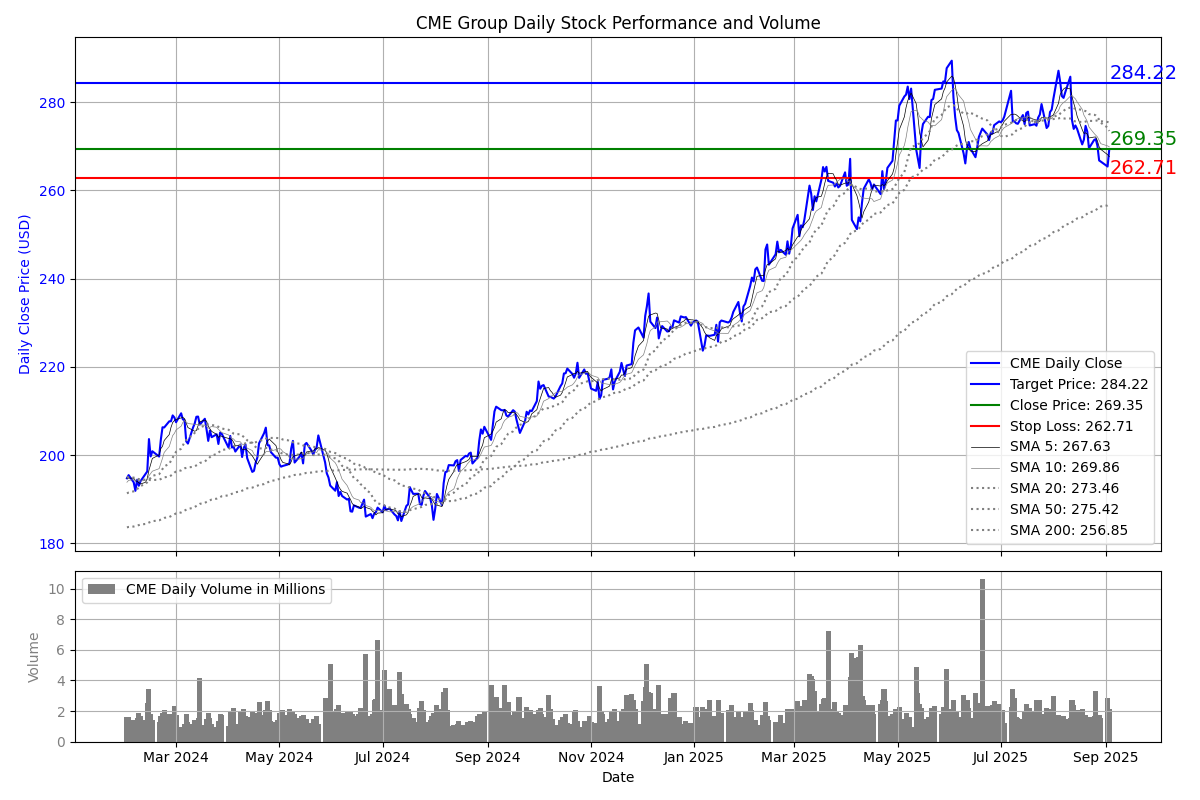 CME Group Daily Stock Performance and Volume
Daily Close Price (USD)
280
260
240
220
200
180
284.22
269.35
262.71
CME Daily Close
Target Price: 284.22
Close Price: 269.35
Stop Loss: 262.71
SMA 5: 267.63
SMA 10: 269.86
SMA 20: 273.46
SMA 50: 275.42
SMA 200: 256.85
Volume
10
8
6
4
2
0
CME Daily Volume in Millions
Mar 2024
May 2024
Jul 2024
Sep 2024
Nov 2024
Jan 2025
Mar 2025
May 2025
Jul 2025
Sep 2025
Date